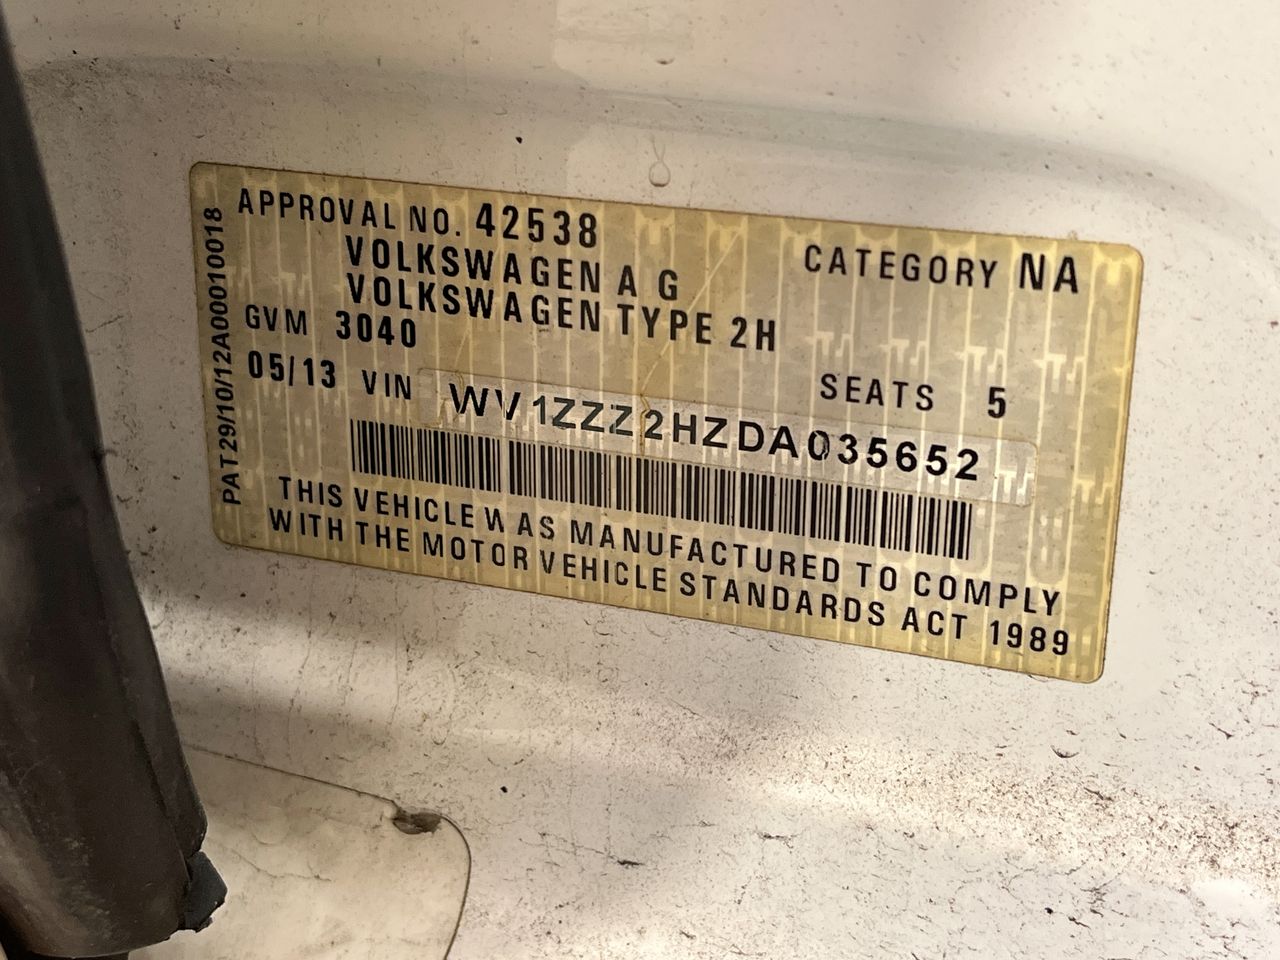 APPROVAL NO. 42538 CATEGORY NA
VOLKSWAGEN A G
VOLKSWAGEN TYPE 2H
GVM 3040 SEATS 5
05/13 VIN WV1ZZZ2HZDA035652
THIS VEHICLE WAS MANUFACTURED TO COMPLY
WITH THE MOTOR VEHICLE STANDARDS ACT 1989
PAT29/10/12A00010018